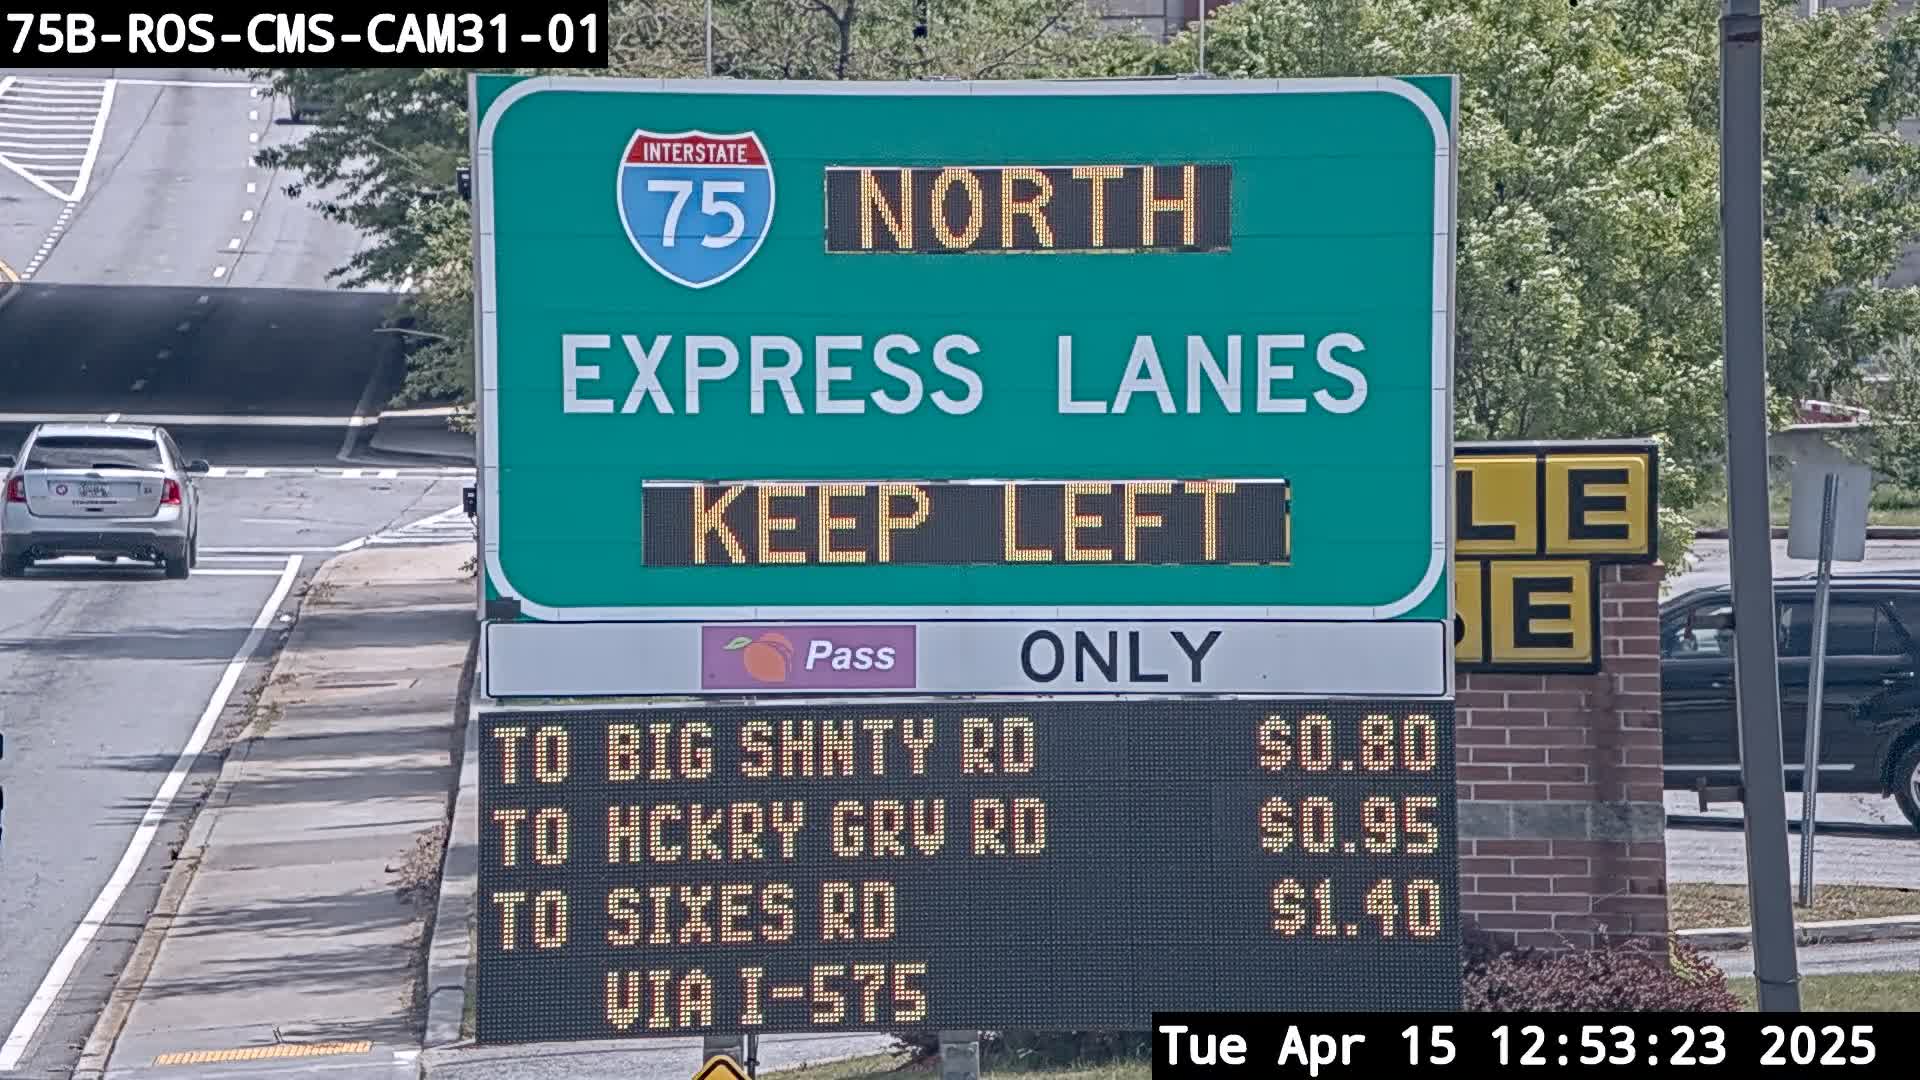 75B-ROS-CMS-CAM31-01
INTERSTATE
75
NORTH
EXPRESS LANES
KEEP LEFT
Pass ONLY
LE
E
TO BIG SHNTY RD $0.80
TO HCKRY GRV RD $0.95
TO SIXES RD $1.40
VIA I-575
Tue Apr 15 12:53:23 2025